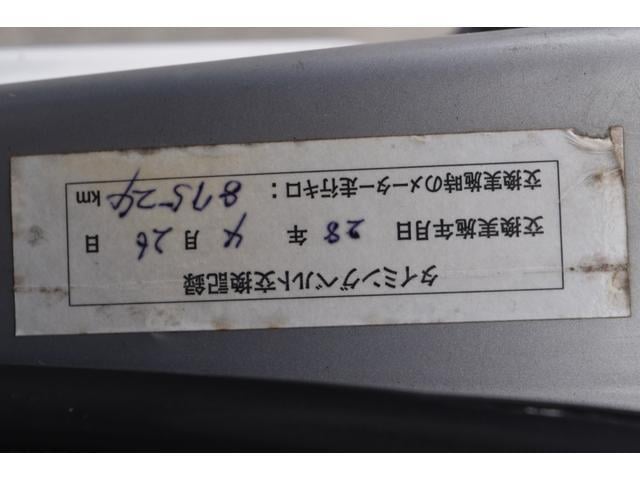 タイミングベルト交換記録
交換実施年月日 28 年 4 月 26 日
交換実施時のメーター走行キロ： 87524 km